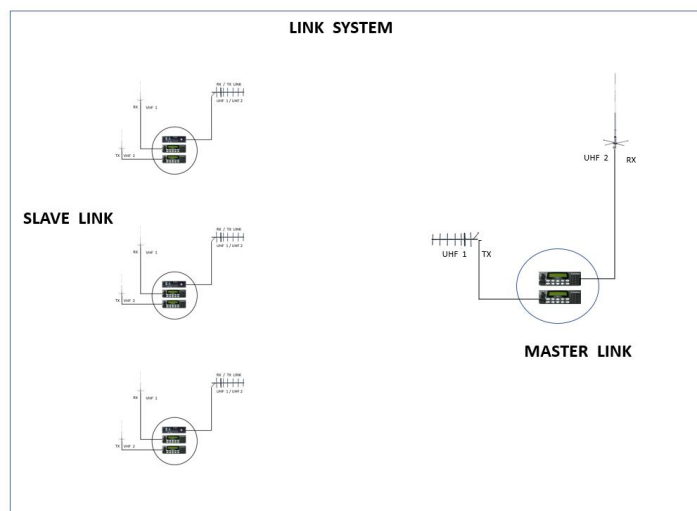 LINK SYSTEM
RX / TX LINK
UHF 1 / UHF 2
RX UHF 1
TX UHF 2
UHF 2 RX
SLAVE LINK
RX / TX LINK
UHF 1 / UHF 2
RX UHF 1
TX UHF 2
UHF 1 TX
MASTER LINK
RX / TX LINK
UHF 1 / UHF 2
RX UHF 1
TX UHF 2